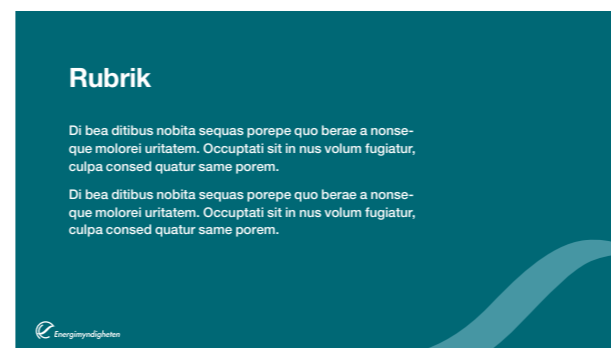 Rubrik
Di bea ditibus nobita sequas porepe quo berae a nonse-
que molorei uritatem. Occuptati sit in nus volum fugiatur,
culpa consed quatur same porem.
Di bea ditibus nobita sequas porepe quo berae a nonse-
que molorei uritatem. Occuptati sit in nus volum fugiatur,
culpa consed quatur same porem.
Energimyndigheten